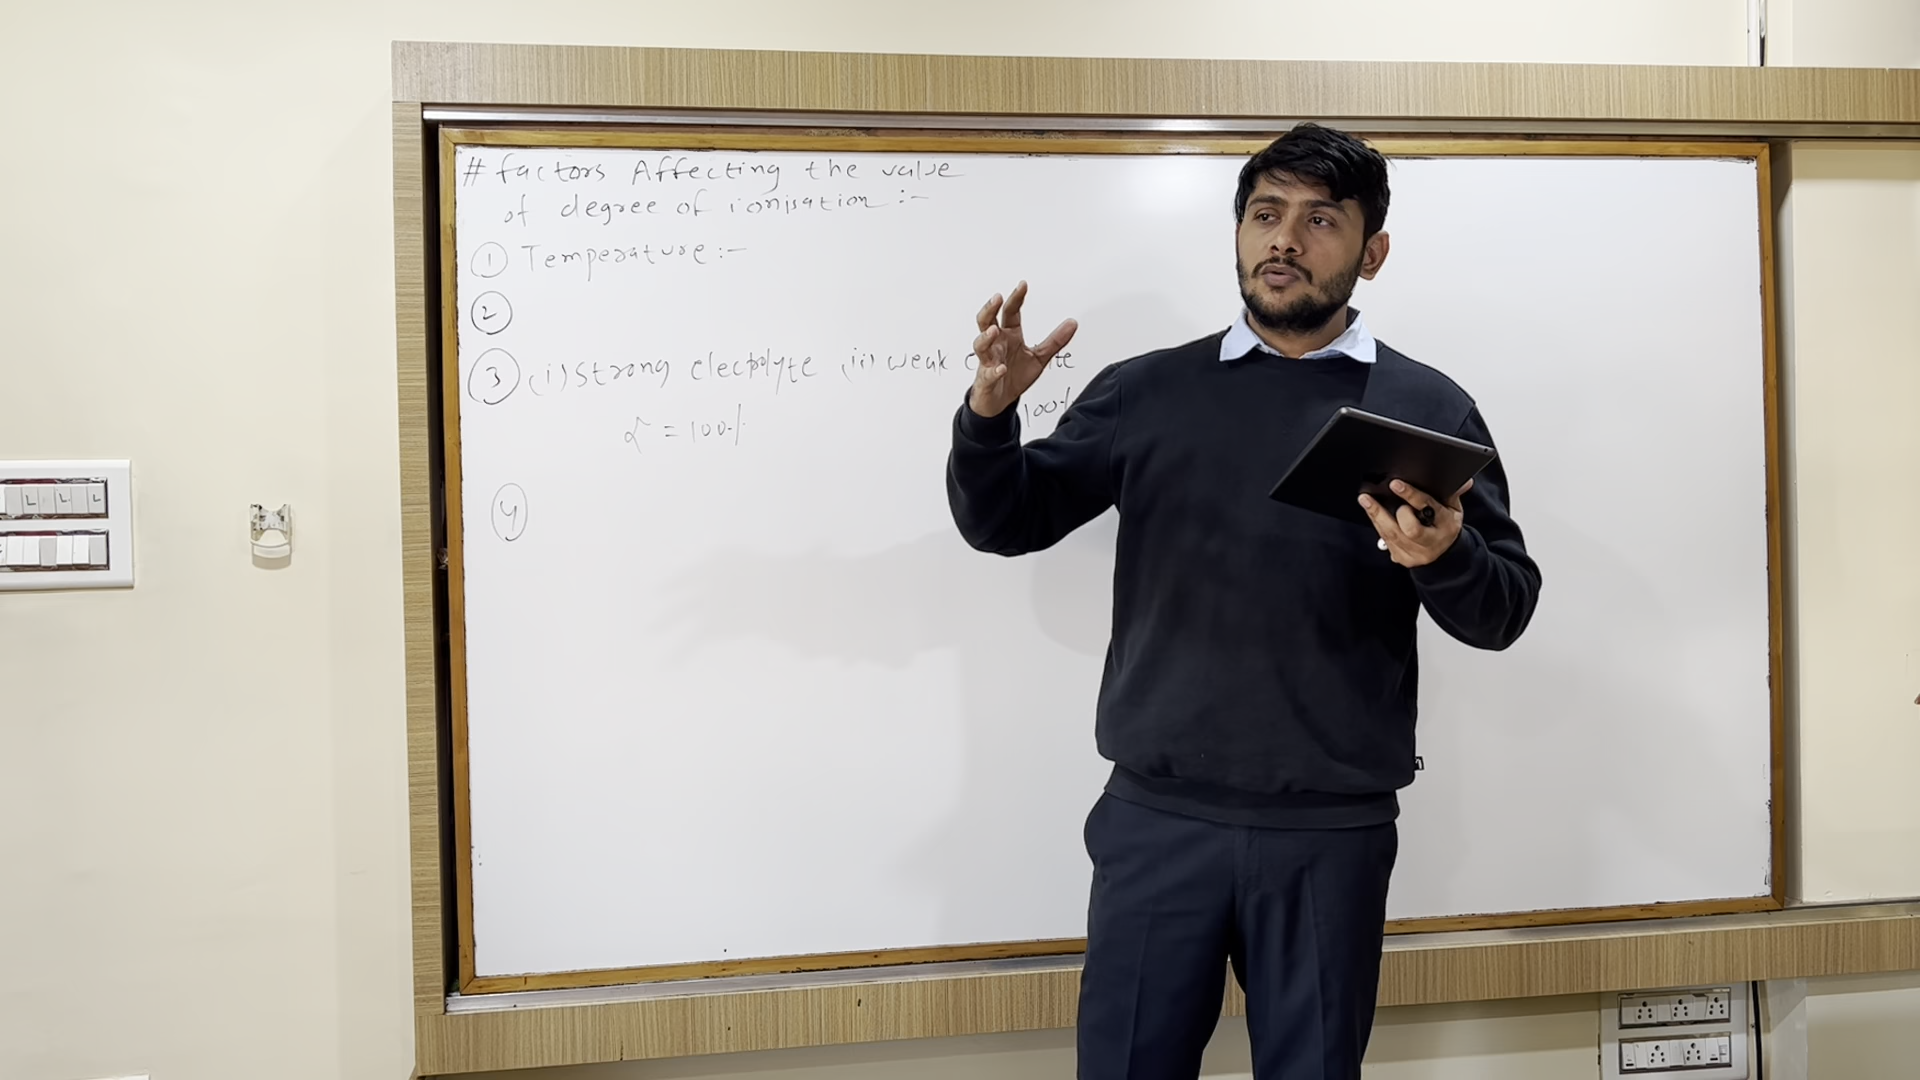 # factors Affecting the value
of degree of ionisation :-
① Temperature :-
②
③ (i) strong electrolyte (ii) weak
α = 100%
100%
④